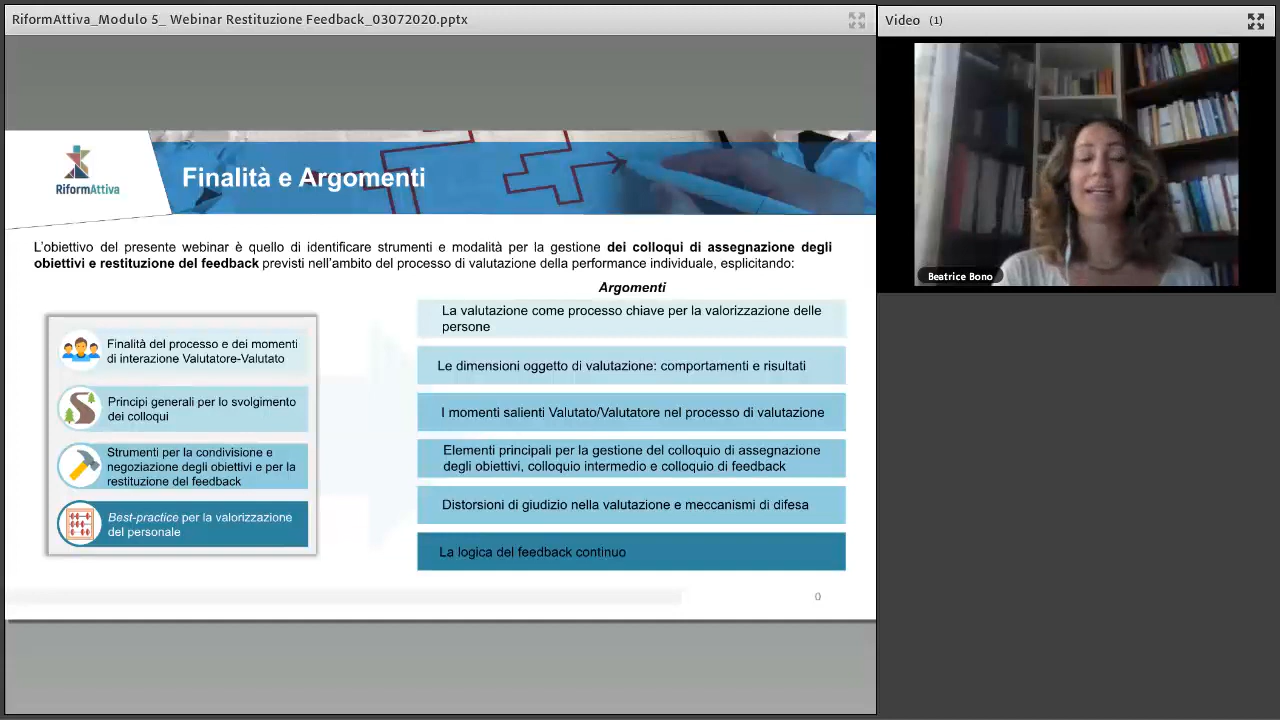 RiformAttiva_Modulo 5_ Webinar Restituzione Feedback_03072020.pptx
Video (1)
RiformAttiva
Finalità e Argomenti
L'obiettivo del presente webinar è quello di identificare strumenti e modalità per la gestione dei colloqui di assegnazione degli
obiettivi e restituzione del feedback previsti nell'ambito del processo di valutazione della performance individuale, esplicitando:
Finalità del processo e dei momenti
di interazione Valutatore-Valutato
Principi generali per lo svolgimento
dei colloqui
Strumenti per la condivisione e
negoziazione degli obiettivi e per la
restituzione del feedback
Best-practice per la valorizzazione
del personale
Argomenti
La valutazione come processo chiave per la valorizzazione delle
persone
Le dimensioni oggetto di valutazione: comportamenti e risultati
I momenti salienti Valutato/Valutatore nel processo di valutazione
Elementi principali per la gestione del colloquio di assegnazione
degli obiettivi, colloquio intermedio e colloquio di feedback
Distorsioni di giudizio nella valutazione e meccanismi di difesa
La logica del feedback continuo
0
Beatrice Bono